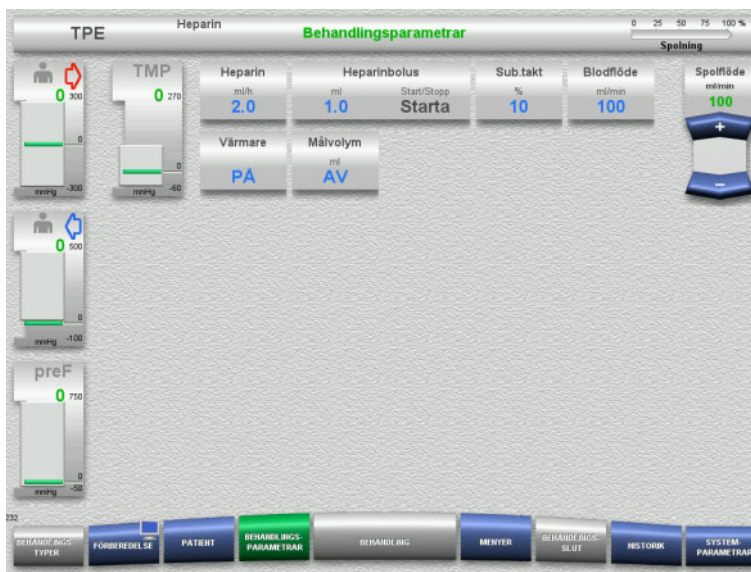 TPE
Heparin
Behandlingsparametrar
0 25 50 75 100 %
Spolning
0 300
0
-300
mmHg
TMP
0 270
0
-60
mmHg
Heparin
ml/h
2.0
Heparinbolus
ml Start/Stopp
1.0 Starta
Sub.takt
%
10
Blodflöde
ml/min
100
Spolflöde
ml/min
100
+
−
Värmare
PÅ
Målvolym
ml
AV
0 500
0
-100
mmHg
preF
0 750
0
-50
mmHg
232
BEHANDLINGS-
TYPER
FÖRBEREDELSE
PATIENT
BEHANDLINGS-
PARAMETRAR
BEHANDLING
MENYER
BEHANDLINGS-
SLUT
HISTORIK
SYSTEM-
PARAMETRAR